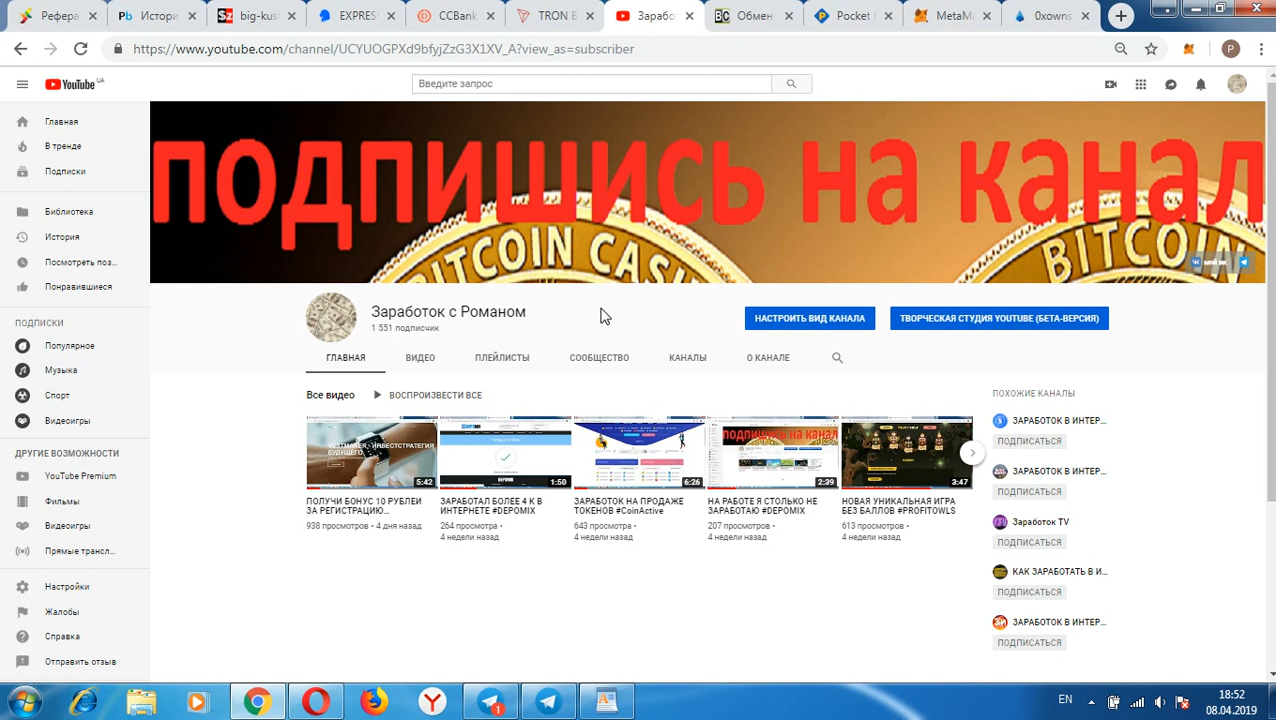 Рефера
Pb Истори
SZ big-kus
EXPRES
CCBan
TRON B
Зарабо
BC Обмен
Pocket
MetaM
0xowns
https://www.youtube.com/channel/UCYUOGPXd9bfyjZzG3X1XV_A?view_as=subscriber
P
YouTube UA
Введите запрос
Главная
В тренде
Подписки
Библиотека
История
Посмотреть поз...
Понравившиеся
ПОДПИСКИ
Популярное
Музыка
Спорт
Видеоигры
ДРУГИЕ ВОЗМОЖНОСТИ
YouTube Premium
Фильмы
Видеоигры
Прямые трансл...
Настройки
Жалобы
Справка
Отправить отзыв
подпишись на канал
BITCOIN CASH
BITCOIN
мой вк
Заработок с Романом
1 551 подписчик
НАСТРОИТЬ ВИД КАНАЛА
ТВОРЧЕСКАЯ СТУДИЯ YOUTUBE (БЕТА-ВЕРСИЯ)
ГЛАВНАЯ
ВИДЕО
ПЛЕЙЛИСТЫ
СООБЩЕСТВО
КАНАЛЫ
О КАНАЛЕ
Все видео
ВОСПРОИЗВЕСТИ ВСЕ
5:42
ПОЛУЧИ БОНУС 10 РУБЛЕЙ
ЗА РЕГИСТРАЦИЮ...
938 просмотров •
4 дня назад
1:50
ЗАРАБОТАЛ БОЛЕЕ 4 К В
ИНТЕРНЕТЕ #DEPOMIX
264 просмотра •
4 недели назад
6:26
ЗАРАБОТОК НА ПРОДАЖЕ
ТОКЕНОВ #CoinActive
643 просмотра •
4 недели назад
подпишись на канал
2:39
НА РАБОТЕ Я СТОЛЬКО НЕ
ЗАРАБОТАЮ #DEPOMIX
207 просмотров •
4 недели назад
3:47
НОВАЯ УНИКАЛЬНАЯ ИГРА
БЕЗ БАЛЛОВ #PROFITOWLS
613 просмотров •
4 недели назад
ПОХОЖИЕ КАНАЛЫ
ЗАРАБОТОК В ИНТЕР...
ПОДПИСАТЬСЯ
ЗАРАБОТОК В ИНТЕР...
ПОДПИСАТЬСЯ
Заработок TV
ПОДПИСАТЬСЯ
КАК ЗАРАБОТАТЬ В И...
ПОДПИСАТЬСЯ
ЗАРАБОТОК В ИНТЕР...
ПОДПИСАТЬСЯ
1
EN
18:52
08.04.2019